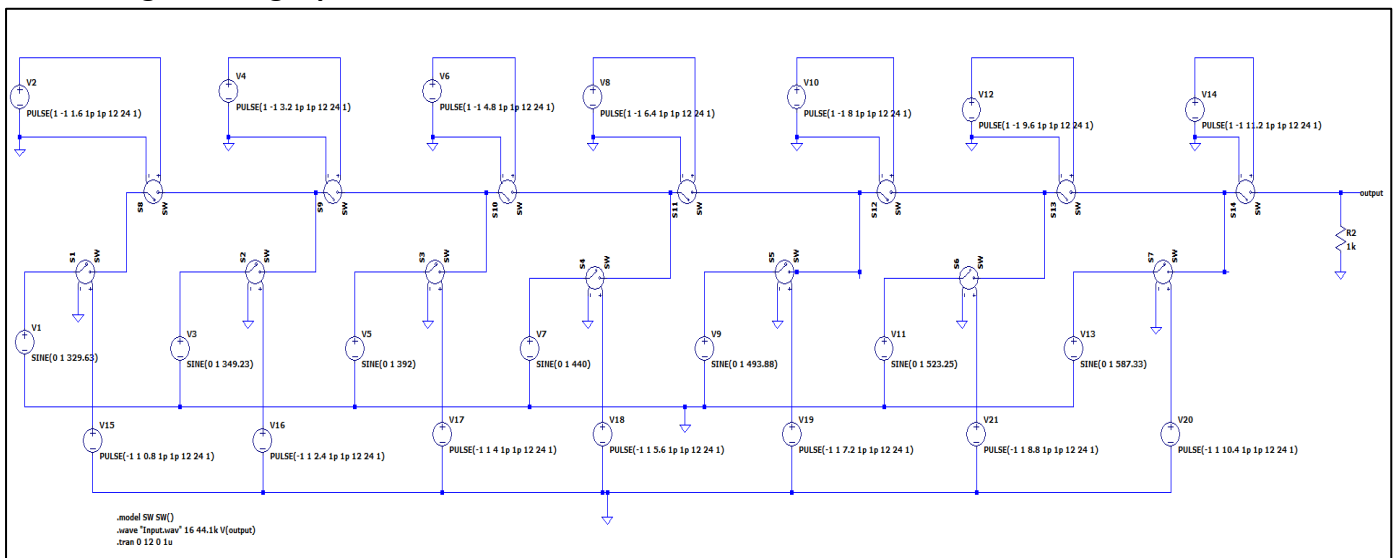 V2
PULSE(1 -1 1.6 1p 1p 12 24 1)
V4
PULSE(1 -1 3.2 1p 1p 12 24 1)
V6
PULSE(1 -1 4.8 1p 1p 12 24 1)
V8
PULSE(1 -1 6.4 1p 1p 12 24 1)
V10
PULSE(1 -1 8 1p 1p 12 24 1)
V12
PULSE(1 -1 9.6 1p 1p 12 24 1)
V14
PULSE(1 -1 11.2 1p 1p 12 24 1)
S8
SW
S9
SW
S10
SW
S11
SW
S12
SW
S13
SW
S14
SW
output
R2
1k
S1
SW
S2
SW
S3
SW
S4
SW
S5
SW
S6
SW
S7
SW
V1
SINE(0 1 329.63)
V3
SINE(0 1 349.23)
V5
SINE(0 1 392)
V7
SINE(0 1 440)
V9
SINE(0 1 493.88)
V11
SINE(0 1 523.25)
V13
SINE(0 1 587.33)
V15
PULSE(-1 1 0.8 1p 1p 12 24 1)
V16
PULSE(-1 1 2.4 1p 1p 12 24 1)
V17
PULSE(-1 1 4 1p 1p 12 24 1)
V18
PULSE(-1 1 5.6 1p 1p 12 24 1)
V19
PULSE(-1 1 7.2 1p 1p 12 24 1)
V21
PULSE(-1 1 8.8 1p 1p 12 24 1)
V20
PULSE(-1 1 10.4 1p 1p 12 24 1)
.model SW SW()
.wave "Input.wav" 16 44.1k V(output)
.tran 0 12 0 1u